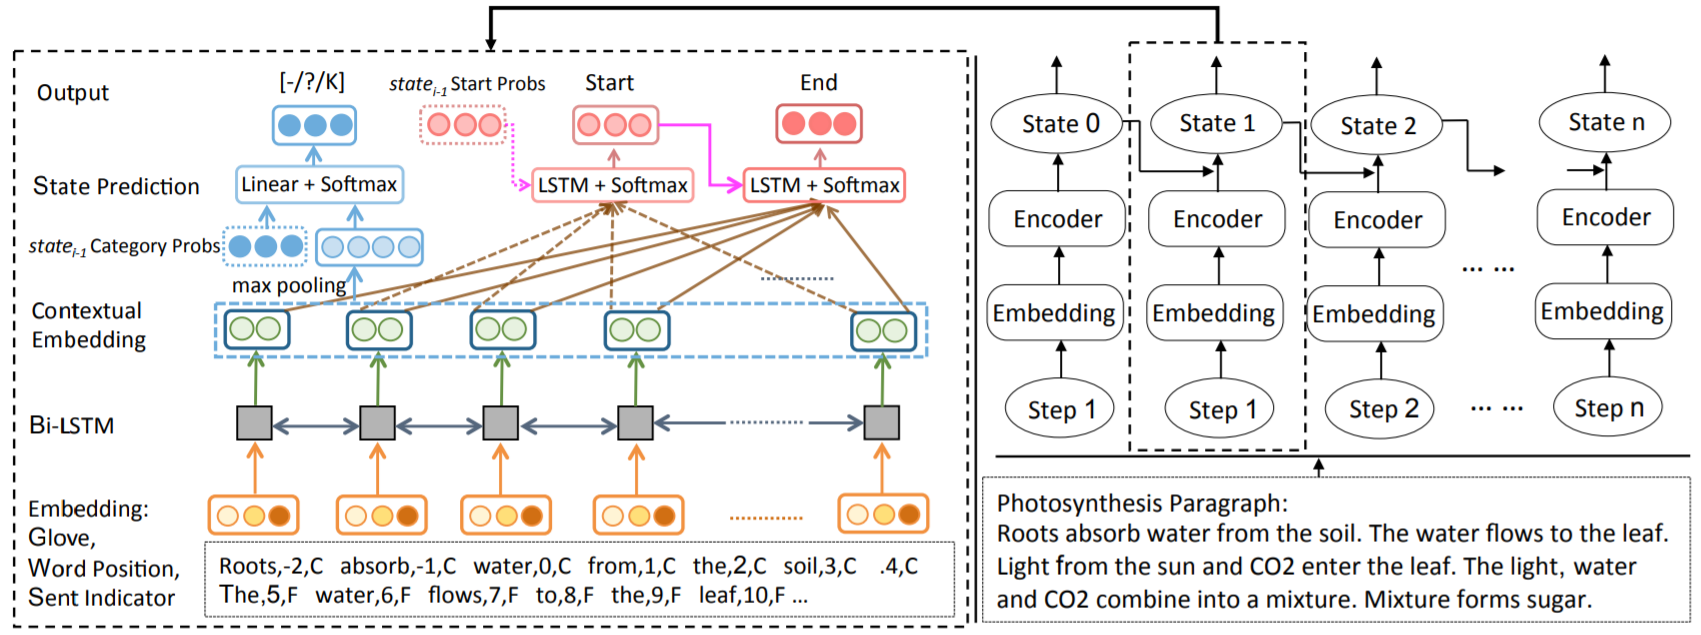 Output
[-/?/K]
state_{i-1} Start Probs
Start
End
State Prediction
Linear + Softmax
LSTM + Softmax
LSTM + Softmax
state_{i-1} Category Probs
max pooling
Contextual
Embedding
Bi-LSTM
Embedding:
Glove,
Word Position,
Sent Indicator
Roots,-2,C absorb,-1,C water,0,C from,1,C the,2,C soil,3,C .4,C
The,5,F water,6,F flows,7,F to,8,F the,9,F leaf,10,F ...
State 0
State 1
State 2
State n
Encoder
Encoder
Encoder
Encoder
... ...
Embedding
Embedding
Embedding
Embedding
Step 1
Step 1
Step 2
... ...
Step n
Photosynthesis Paragraph:
Roots absorb water from the soil. The water flows to the leaf.
Light from the sun and CO2 enter the leaf. The light, water
and CO2 combine into a mixture. Mixture forms sugar.